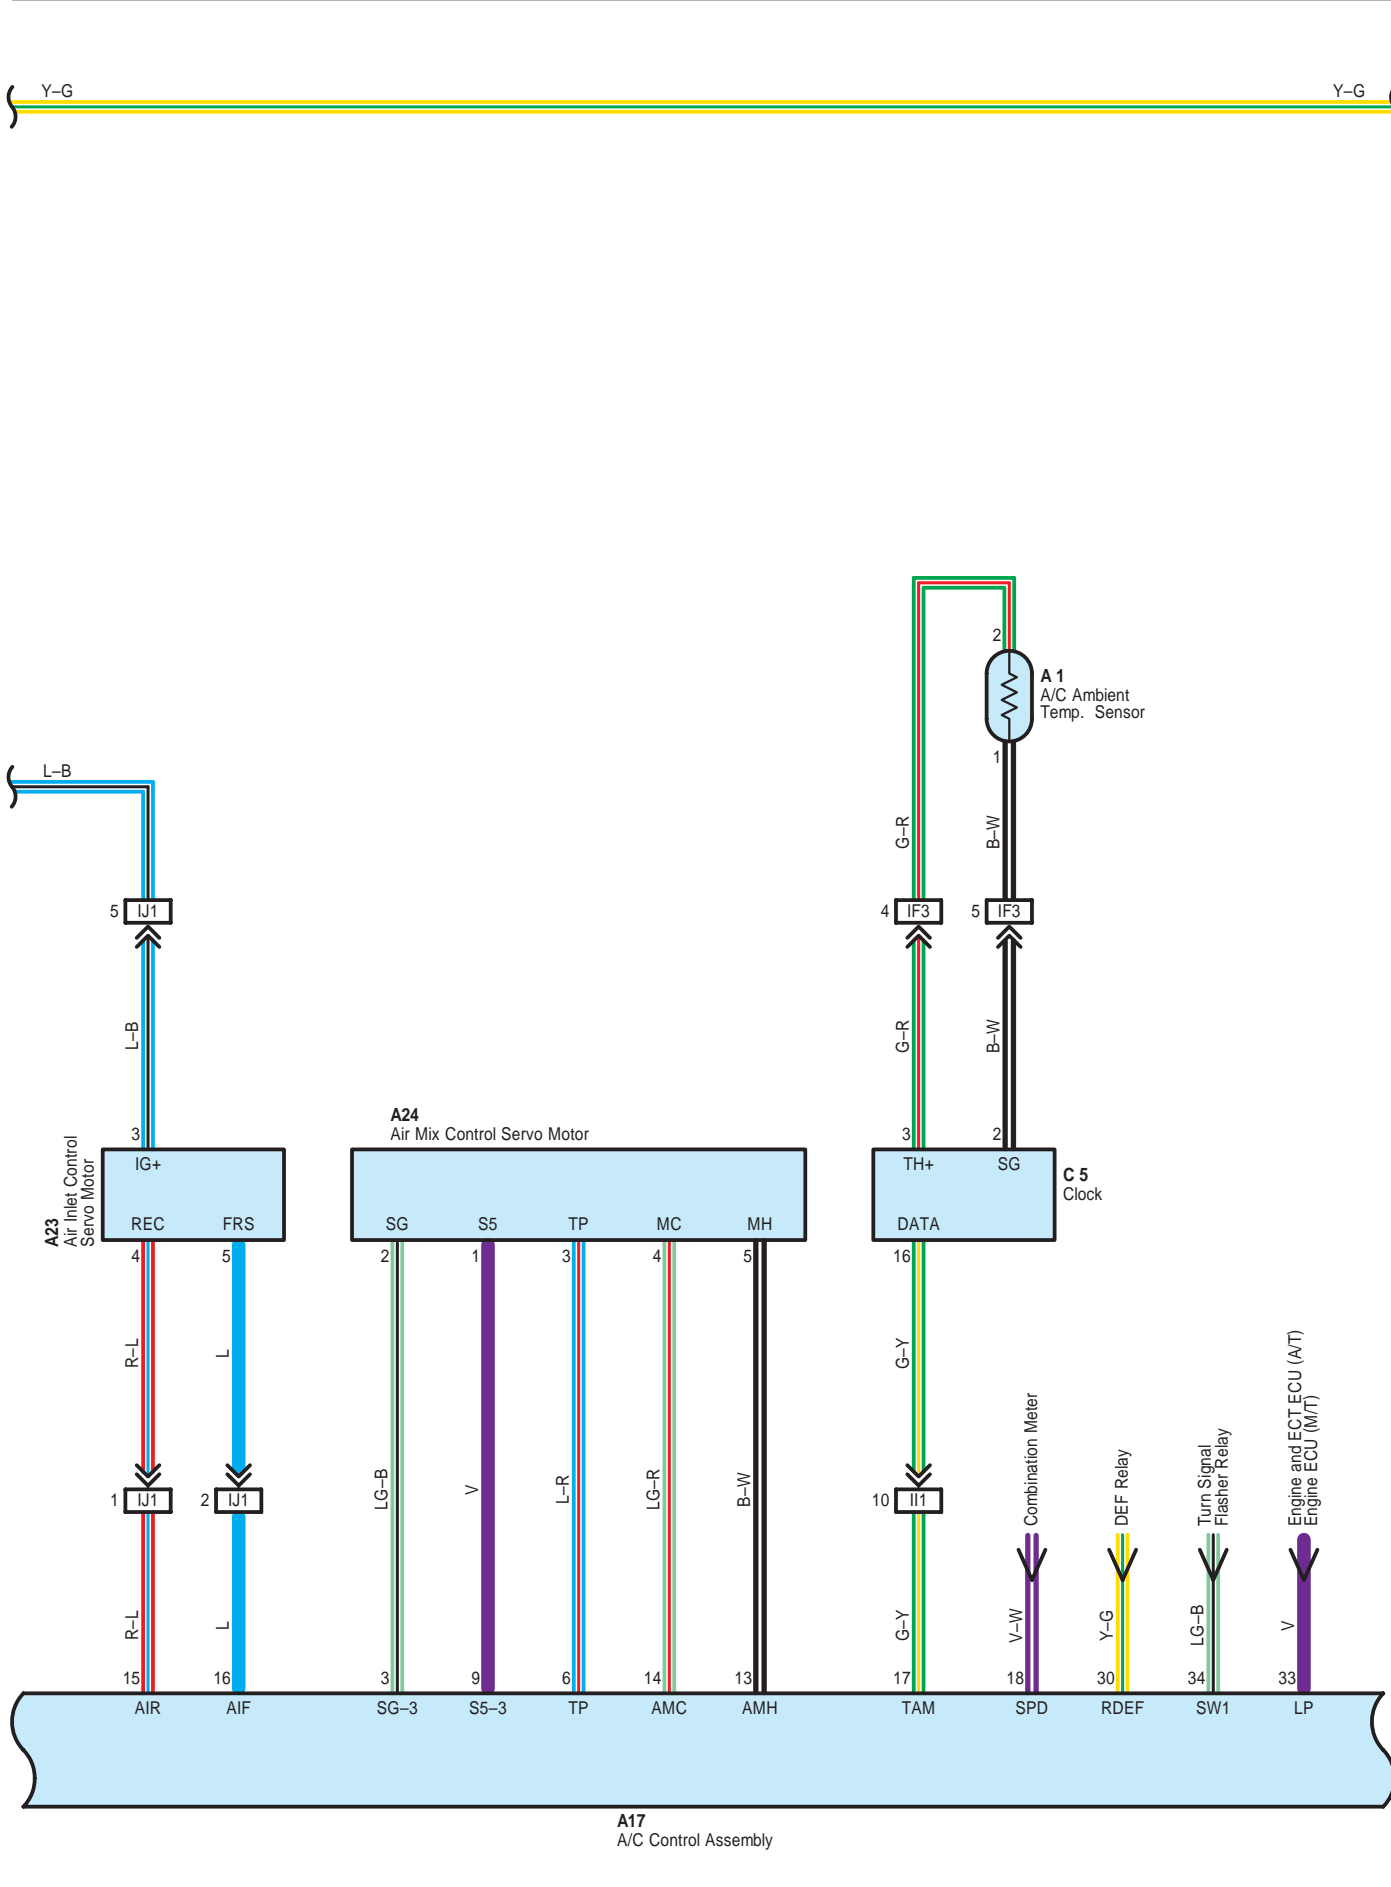 Y–G
Y–G
2
A 1
A/C Ambient
Temp. Sensor
1
L–B
G–R
B–W
5 IJ1
4 IF3
5 IF3
L–B
G–R
B–W
A24
Air Mix Control Servo Motor
3
3
2
A23
Air Inlet Control
Servo Motor
IG+
TH+
SG
C 5
Clock
REC
FRS
SG
S5
TP
MC
MH
DATA
4
5
2
1
3
4
5
16
R–L
L
G–Y
LG–B
V
L–R
LG–R
B–W
1 IJ1
2 IJ1
10 II1
Combination Meter
DEF Relay
Turn Signal
Flasher Relay
Engine and ECT ECU (A/T)
Engine ECU (M/T)
R–L
L
G–Y
V–W
Y–G
LG–B
V
15
16
3
9
6
14
13
17
18
30
34
33
AIR
AIF
SG–3
S5–3
TP
AMC
AMH
TAM
SPD
RDEF
SW1
LP
A17
A/C Control Assembly